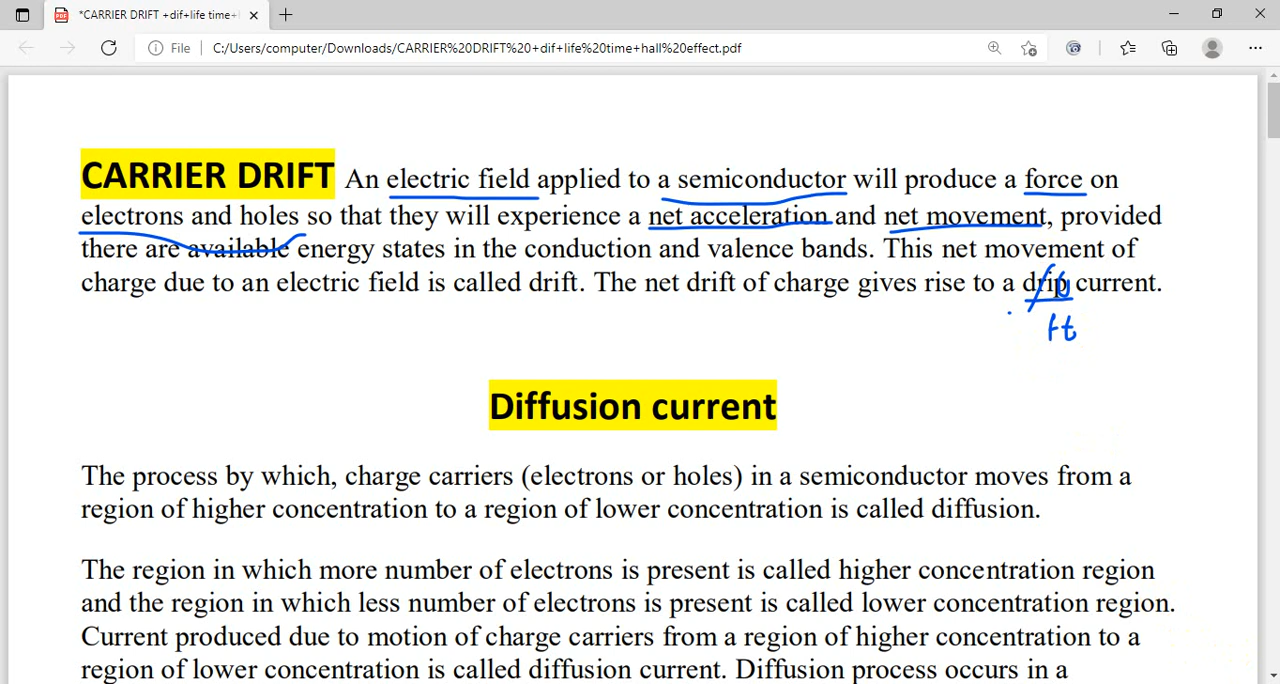 *CARRIER DRIFT +dif+life time+
File C:/Users/computer/Downloads/CARRIER%20DRIFT%20+dif+life%20time+hall%20effect.pdf
CARRIER DRIFT An electric field applied to a semiconductor will produce a force on
electrons and holes so that they will experience a net acceleration and net movement, provided
there are available energy states in the conduction and valence bands. This net movement of
charge due to an electric field is called drift. The net drift of charge gives rise to a drip current.
ft
Diffusion current
The process by which, charge carriers (electrons or holes) in a semiconductor moves from a
region of higher concentration to a region of lower concentration is called diffusion.
The region in which more number of electrons is present is called higher concentration region
and the region in which less number of electrons is present is called lower concentration region.
Current produced due to motion of charge carriers from a region of higher concentration to a
region of lower concentration is called diffusion current. Diffusion process occurs in a